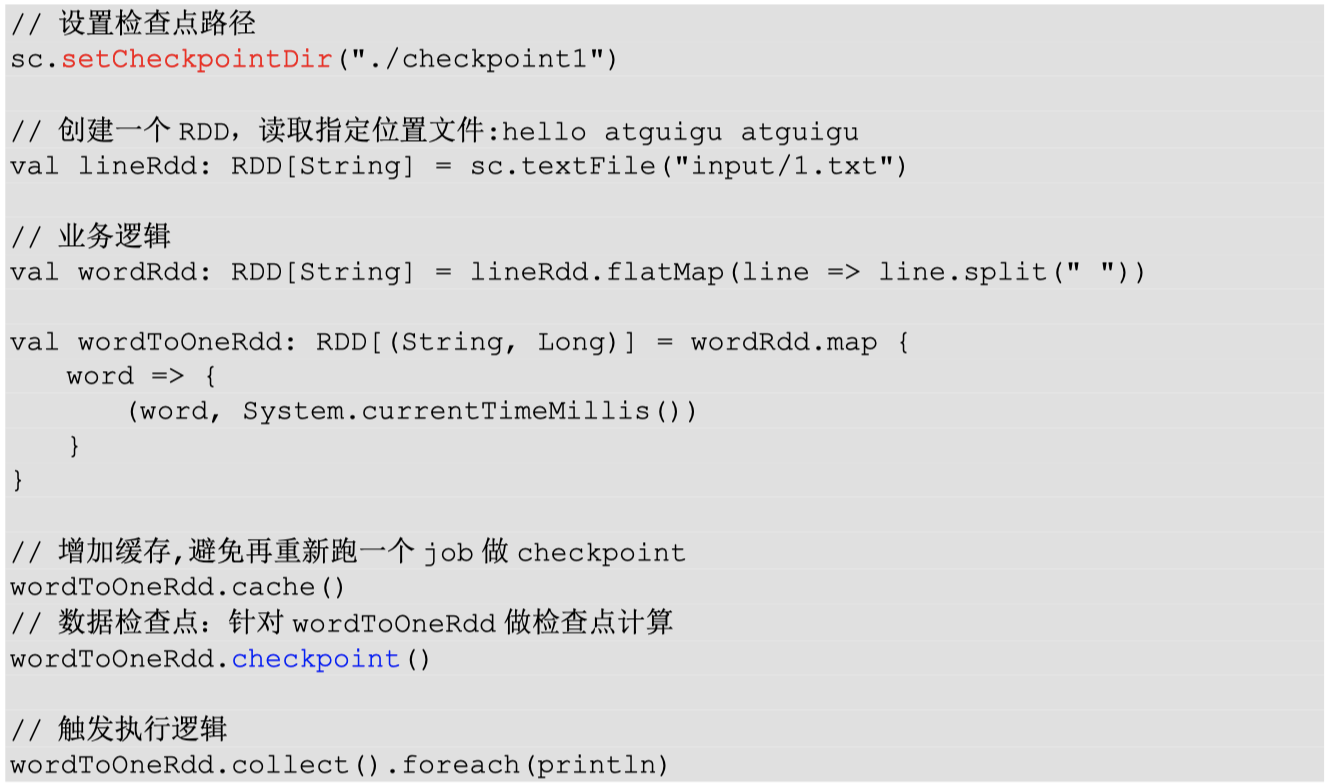 // 设置检查点路径
sc.setCheckpointDir("./checkpoint1")
// 创建一个 RDD，读取指定位置文件:hello atguigu atguigu
val lineRdd: RDD[String] = sc.textFile("input/1.txt")
// 业务逻辑
val wordRdd: RDD[String] = lineRdd.flatMap(line => line.split(" "))
val wordToOneRdd: RDD[(String, Long)] = wordRdd.map {
word => {
(word, System.currentTimeMillis())
}
}
// 增加缓存,避免再重新跑一个 job 做 checkpoint
wordToOneRdd.cache()
// 数据检查点：针对 wordToOneRdd 做检查点计算
wordToOneRdd.checkpoint()
// 触发执行逻辑
wordToOneRdd.collect().foreach(println)